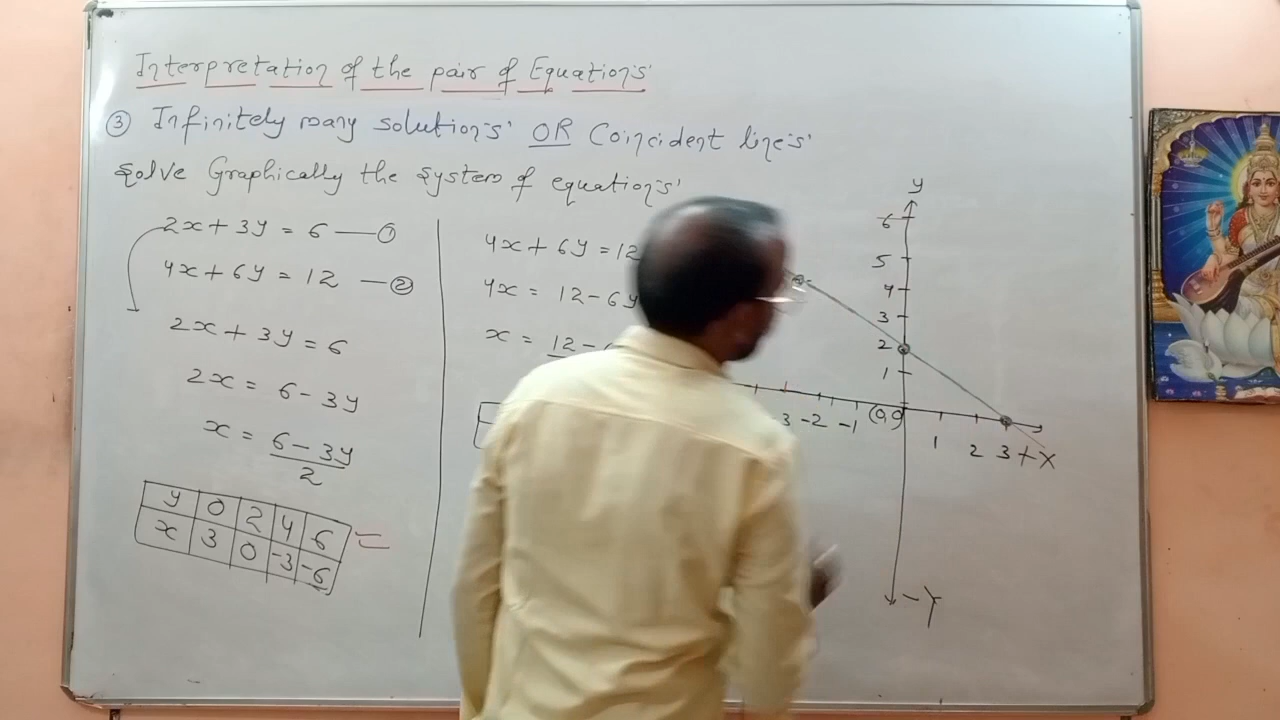 Interpretation of the pair of Equations
③ Infinitely many solutions OR Coincident lines
Solve Graphically the system of equations
2x + 3y = 6 — ①
4x + 6y = 12 — ②
2x + 3y = 6
2x = 6 - 3y
x = 6 - 3y / 2
y 0 2 4 6
x 3 0 -3 -6
=
4x + 6y = 12
4x = 12 - 6y
x = 12 -
y
6
5
4
3
2
1
3 -2 -1 (0,0) 1 2 3 +X
-Y